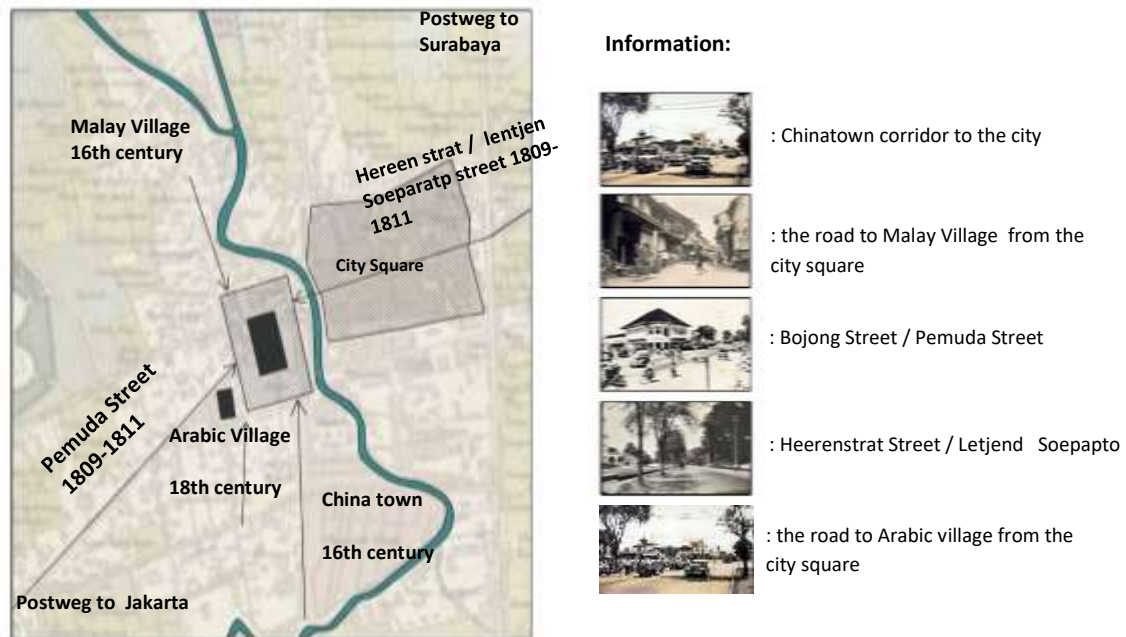 Postweg to
Surabaya
Malay Village
16th century
Hereen strat / lentjen
Soeparatp street 1809-
1811
City Square
Pemuda Street
1809-1811
Arabic Village
18th century
China town
16th century
Postweg to Jakarta
Information:
: Chinatown corridor to the city
: the road to Malay Village from the
city square
: Bojong Street / Pemuda Street
: Heerenstrat Street / Letjend Soepapto
: the road to Arabic village from the
city square